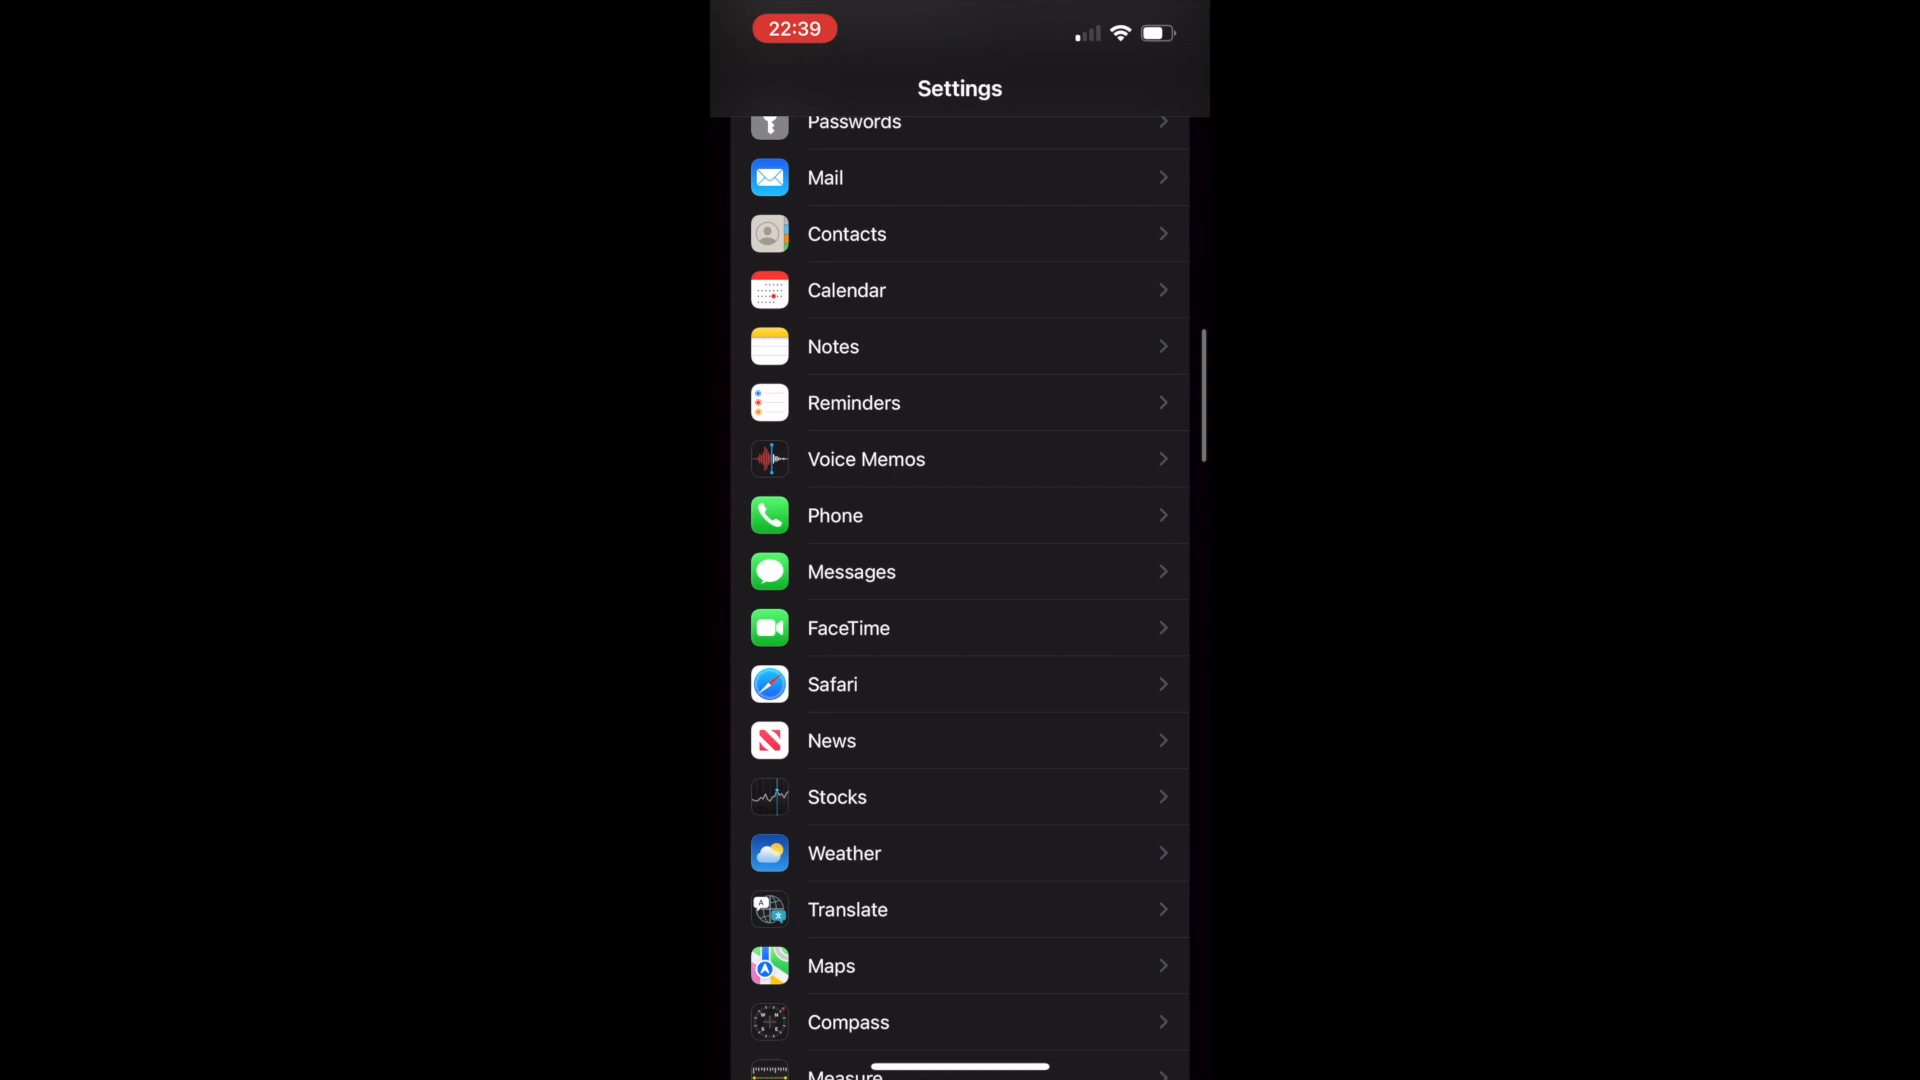 22:39
Settings
Passwords
Mail
Contacts
Calendar
Notes
Reminders
Voice Memos
Phone
Messages
FaceTime
Safari
News
Stocks
Weather
Translate
Maps
Compass
Measure